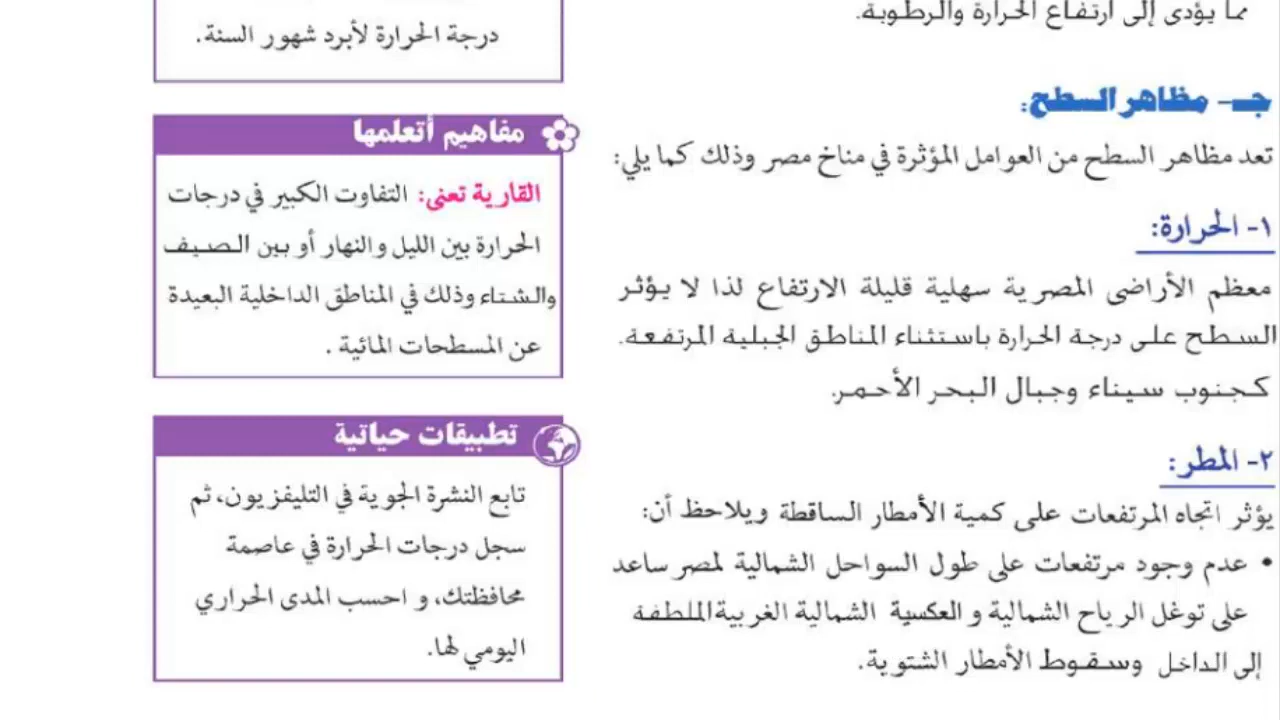 مما يؤدى إلى ارتفاع الحرارة والرطوبة.
جـ - مظاهر السطح:
تعد مظاهر السطح من العوامل المؤثرة في مناخ مصر وذلك كما يلي:
١- الحرارة:
معظم الأراضى المصرية سهلية قليلة الارتفاع لذا لا يؤثر
السطح على درجة الحرارة باستثناء المناطق الجبلية المرتفعة.
كجنوب سيناء وجبال البحر الأحمر.
٢- المطر:
يؤثر اتجاه المرتفعات على كمية الأمطار الساقطة ويلاحظ أن:
• عدم وجود مرتفعات على طول السواحل الشمالية لمصر ساعد
على توغل الرياح الشمالية و العكسية الشمالية الغربية الملطفة
إلى الداخل وسقوط الأمطار الشتوية.
درجة الحرارة لأبرد شهور السنة.
مفاهيم أتعلمها
القارية تعنى: التفاوت الكبير في درجات
الحرارة بين الليل والنهار أو بين الصيف
والشتاء وذلك في المناطق الداخلية البعيدة
عن المسطحات المائية .
تطبيقات حياتية
تابع النشرة الجوية في التليفزيون، ثم
سجل درجات الحرارة في عاصمة
محافظتك، و احسب المدى الحراري
اليومي لها.